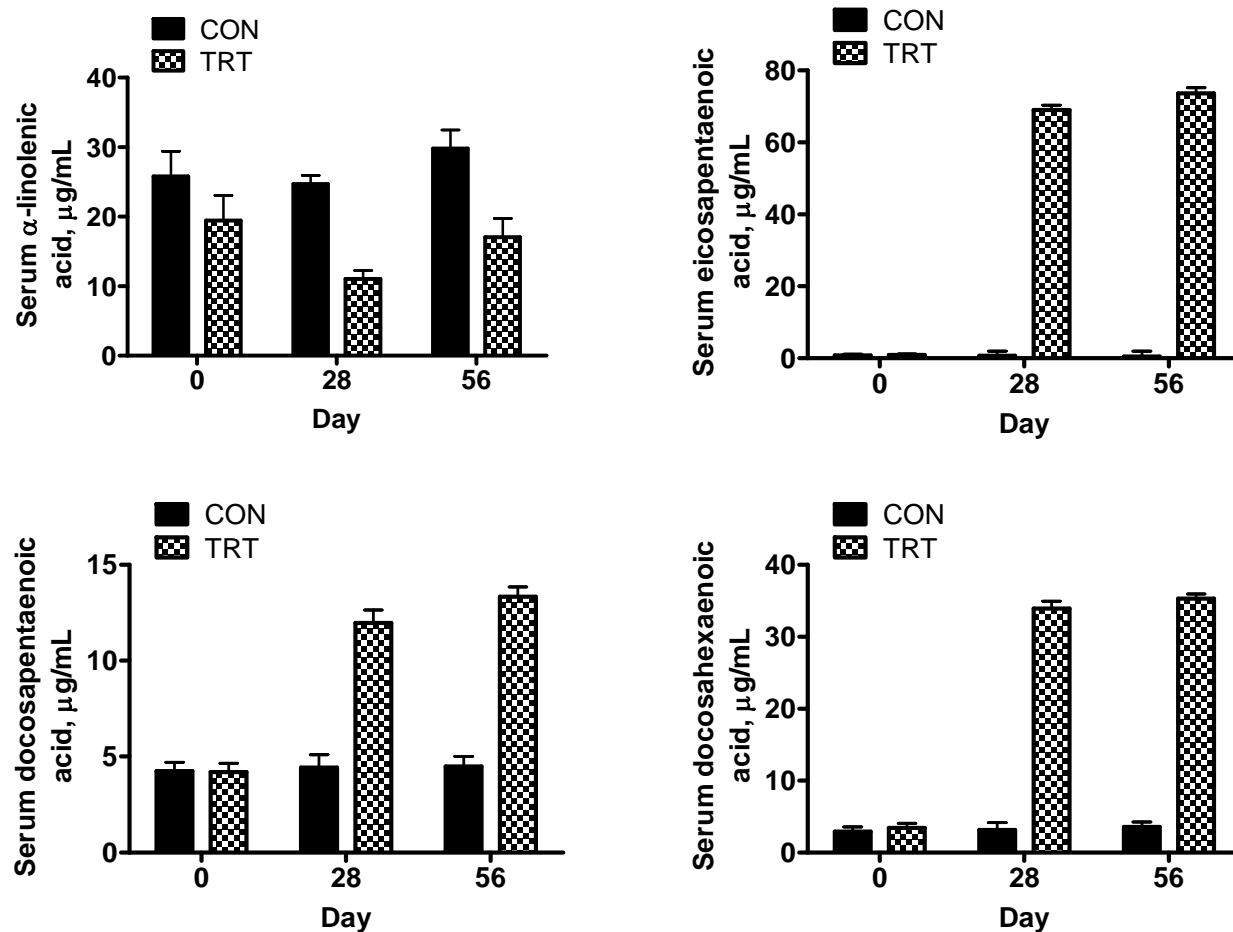 CON
TRT
Serum α-linolenic
acid, μg/mL
40
30
20
10
0
0 28 56
Day
CON
TRT
Serum eicosapentaenoic
acid, μg/mL
80
60
40
20
0
0 28 56
Day
CON
TRT
Serum docosapentaenoic
acid, μg/mL
15
10
5
0
0 28 56
Day
CON
TRT
Serum docosahexaenoic
acid, μg/mL
40
30
20
10
0
0 28 56
Day